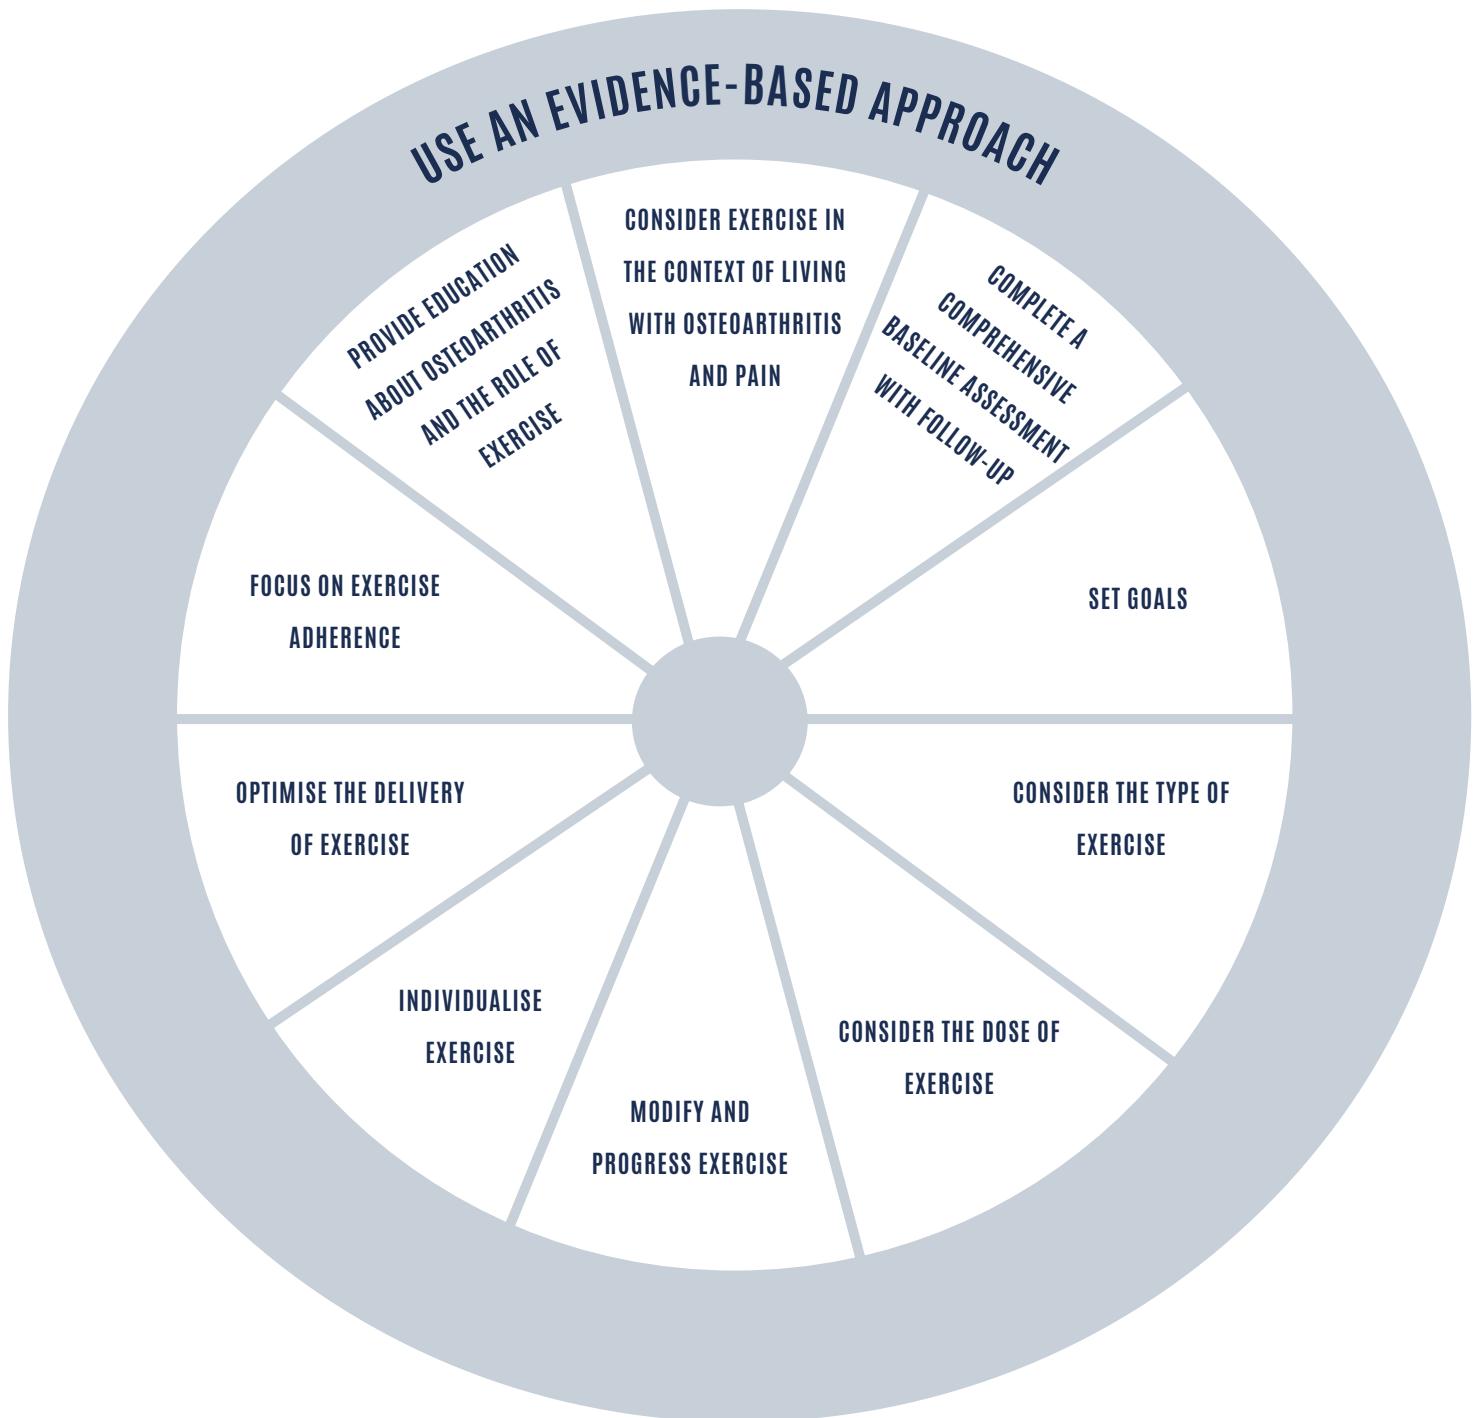 USE AN EVIDENCE-BASED APPROACH
CONSIDER EXERCISE IN
THE CONTEXT OF LIVING
WITH OSTEOARTHRITIS
AND PAIN
COMPLETE A
COMPREHENSIVE
BASELINE ASSESSMENT
WITH FOLLOW-UP
SET GOALS
CONSIDER THE TYPE OF
EXERCISE
CONSIDER THE DOSE OF
EXERCISE
MODIFY AND
PROGRESS EXERCISE
INDIVIDUALISE
EXERCISE
OPTIMISE THE DELIVERY
OF EXERCISE
FOCUS ON EXERCISE
ADHERENCE
PROVIDE EDUCATION
ABOUT OSTEOARTHRITIS
AND THE ROLE OF
EXERCISE